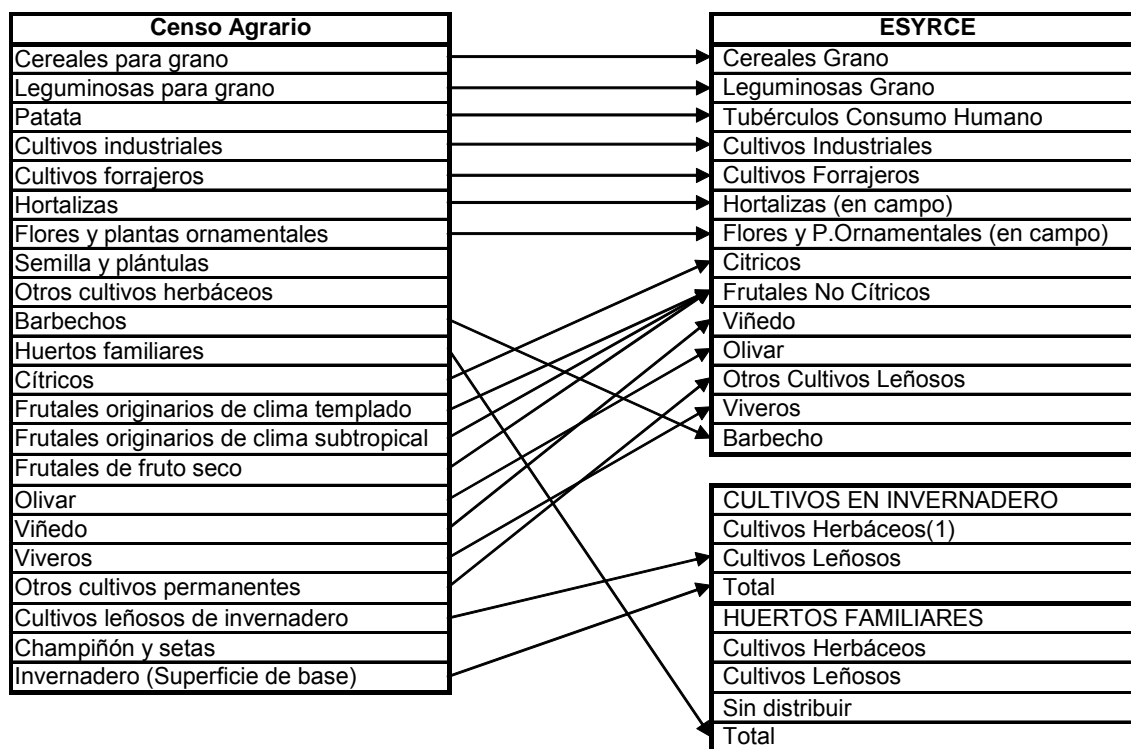 Censo Agrario
Cereales para grano
Leguminosas para grano
Patata
Cultivos industriales
Cultivos forrajeros
Hortalizas
Flores y plantas ornamentales
Semilla y plántulas
Otros cultivos herbáceos
Barbechos
Huertos familiares
Cítricos
Frutales originarios de clima templado
Frutales originarios de clima subtropical
Frutales de fruto seco
Olivar
Viñedo
Viveros
Otros cultivos permanentes
Cultivos leñosos de invernadero
Champiñón y setas
Invernadero (Superficie de base)
ESYRCE
Cereales Grano
Leguminosas Grano
Tubérculos Consumo Humano
Cultivos Industriales
Cultivos Forrajeros
Hortalizas (en campo)
Flores y P.Ornamentales (en campo)
Citricos
Frutales No Cítricos
Viñedo
Olivar
Otros Cultivos Leñosos
Viveros
Barbecho
CULTIVOS EN INVERNADERO
Cultivos Herbáceos(1)
Cultivos Leñosos
Total
HUERTOS FAMILIARES
Cultivos Herbáceos
Cultivos Leñosos
Sin distribuir
Total